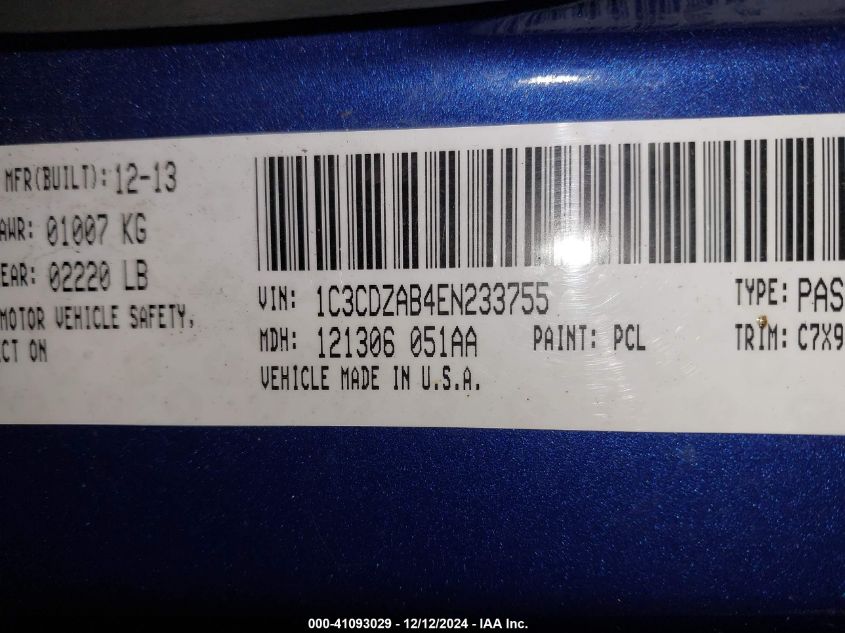 MFR(BUILT): 12-13
AWR: 01007 KG
EAR: 02220 LB
MOTOR VEHICLE SAFETY,
CT ON
VIN: 1C3CDZAB4EN233755
TYPE: PAS
MDH: 121306 051AA
PAINT: PCL
TRIM: C7X9
VEHICLE MADE IN U.S.A.
000-41093029 - 12/12/2024 - IAA Inc.